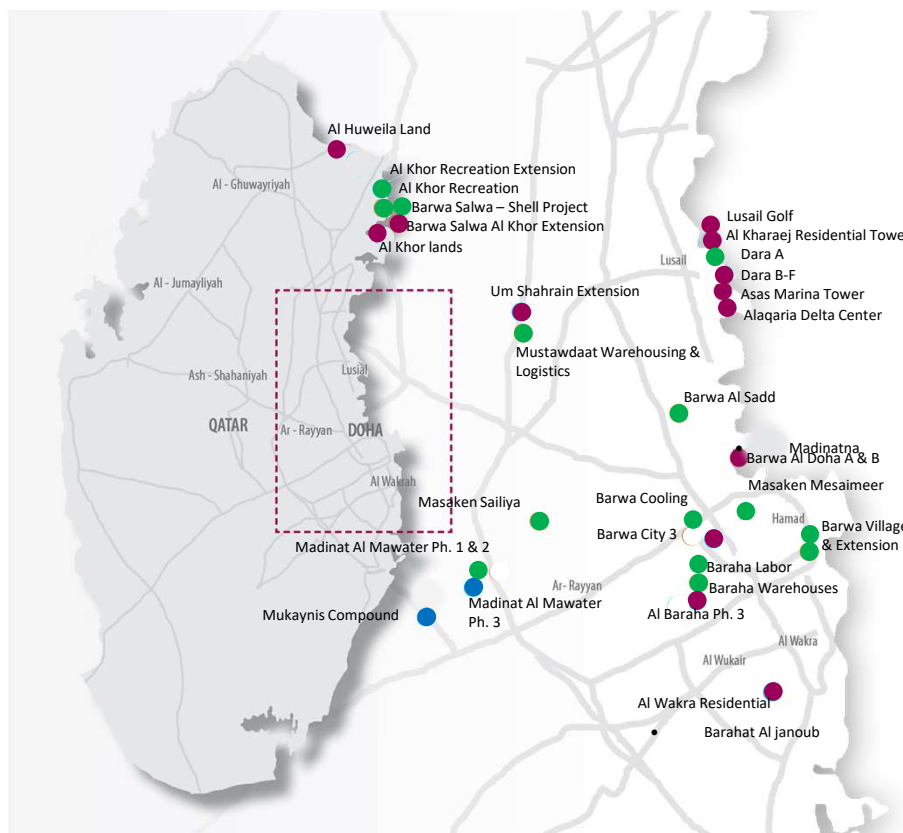 Al Huweila Land
Al Khor Recreation Extension
Al - Ghuwayriyah
Al Khor Recreation
Barwa Salwa – Shell Project
Barwa Salwa Al Khor Extension
Al Khor lands
Lusail Golf
Al Kharaej Residential Towe
Dara A
Lusail
Dara B-F
Al - Jumayliyah
Um Shahrain Extension
Asas Marina Tower
Alaqaria Delta Center
Mustawdaat Warehousing &
Logistics
Lusial
Ash - Shahaniyah
Barwa Al Sadd
QATAR
Ar - Rayyan
DOHA
Madinatna
Barwa Al Doha A & B
Al Wakrah
Masaken Mesaimeer
Masaken Sailiya
Barwa Cooling
Hamad
Barwa City 3
Barwa Village
& Extension
Madinat Al Mawater Ph. 1 & 2
Baraha Labor
Ar- Rayyan
Baraha Warehouses
Madinat Al Mawater
Ph. 3
Mukaynis Compound
Al Baraha Ph. 3
Al Wakra
Al Wukair
Al Wakra Residential
Barahat Al janoub